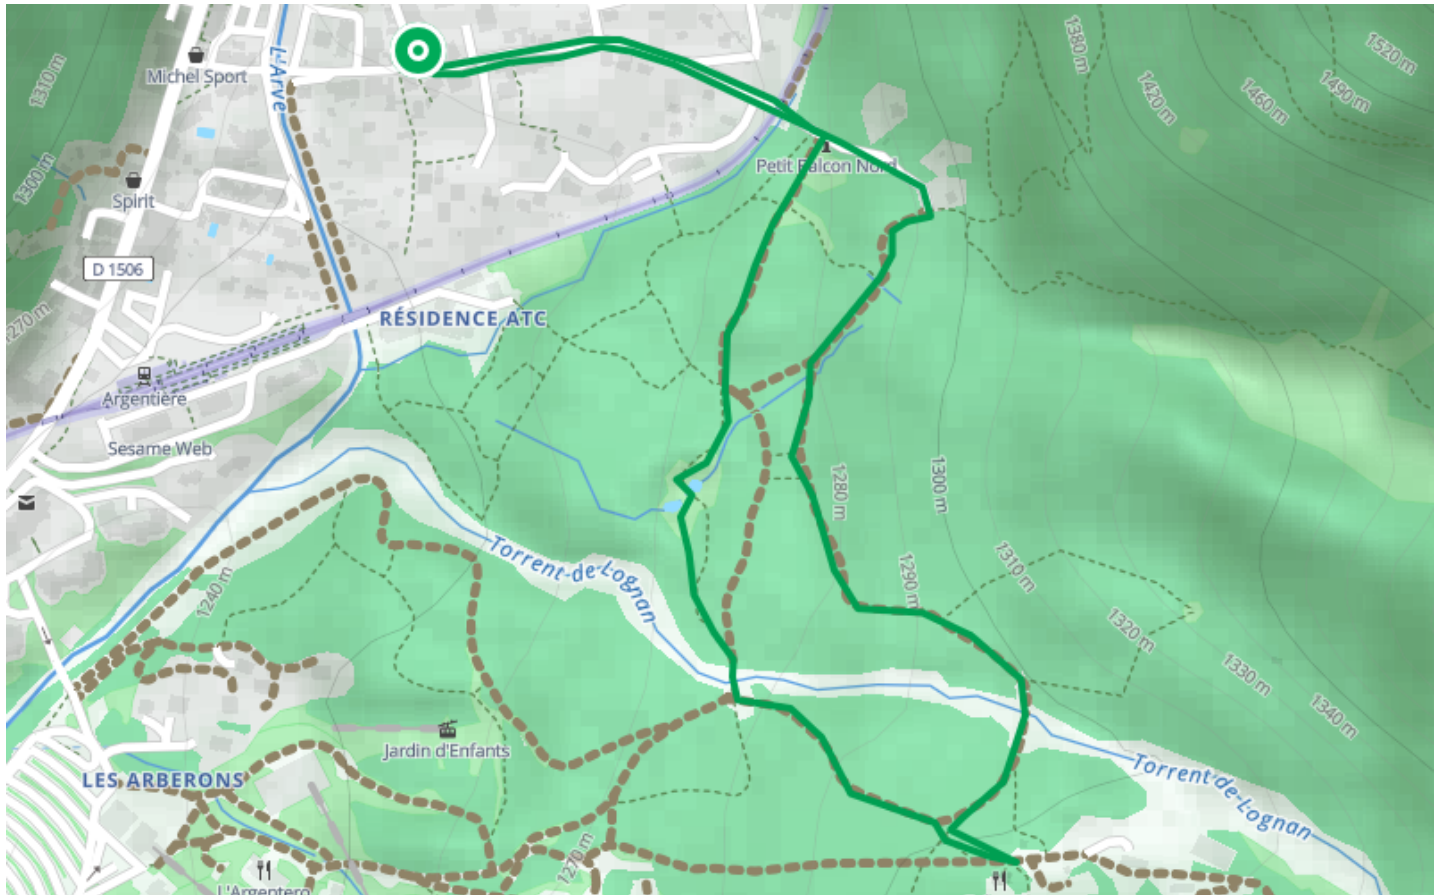 1310 m
Michel Sport
L'Arve
1380 m
1420 m
1460 m
1490 m
1520 m
1300 m
Spirit
Petit Balcon Nord
D 1506
1270 m
RÉSIDENCE ATC
Argentière
Sesame Web
1280 m
1300 m
Torrent-de-Lognan
1240 m
1290 m
1310 m
1320 m
1330 m
1340 m
Jardin d'Enfants
LES ARBERONS
Torrent-de-Lognan
1270 m
L'Argentero